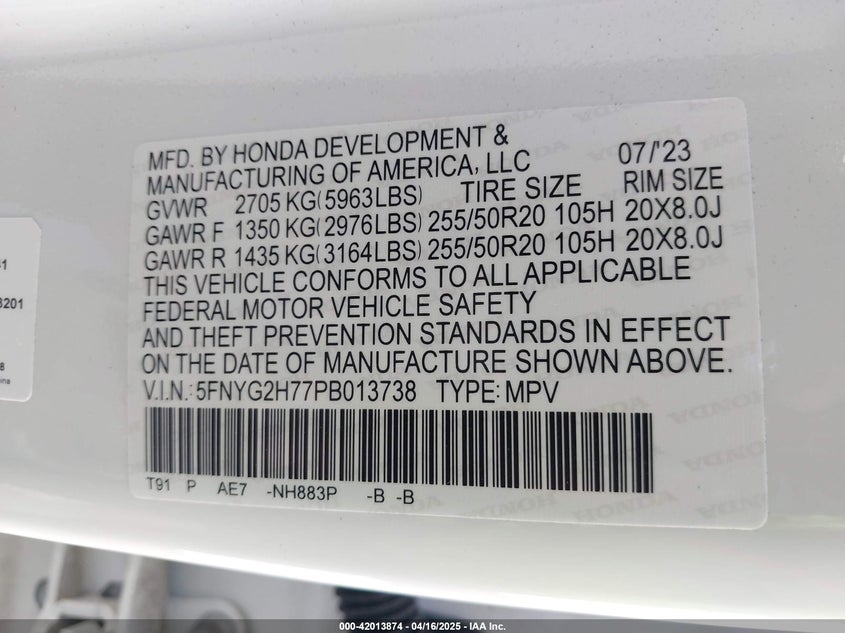 MFD. BY HONDA DEVELOPMENT &
MANUFACTURING OF AMERICA, LLC 07/'23
GVWR 2705 KG(5963LBS) TIRE SIZE RIM SIZE
GAWR F 1350 KG(2976LBS) 255/50R20 105H 20X8.0J
GAWR R 1435 KG(3164LBS) 255/50R20 105H 20X8.0J
THIS VEHICLE CONFORMS TO ALL APPLICABLE
FEDERAL MOTOR VEHICLE SAFETY
AND THEFT PREVENTION STANDARDS IN EFFECT
ON THE DATE OF MANUFACTURE SHOWN ABOVE.
V.I.N.: 5FNYG2H77PB013738 TYPE: MPV
T91 P AE7 -NH883P -B -B
000-42013874 | 04/16/2025 - IAA Inc.